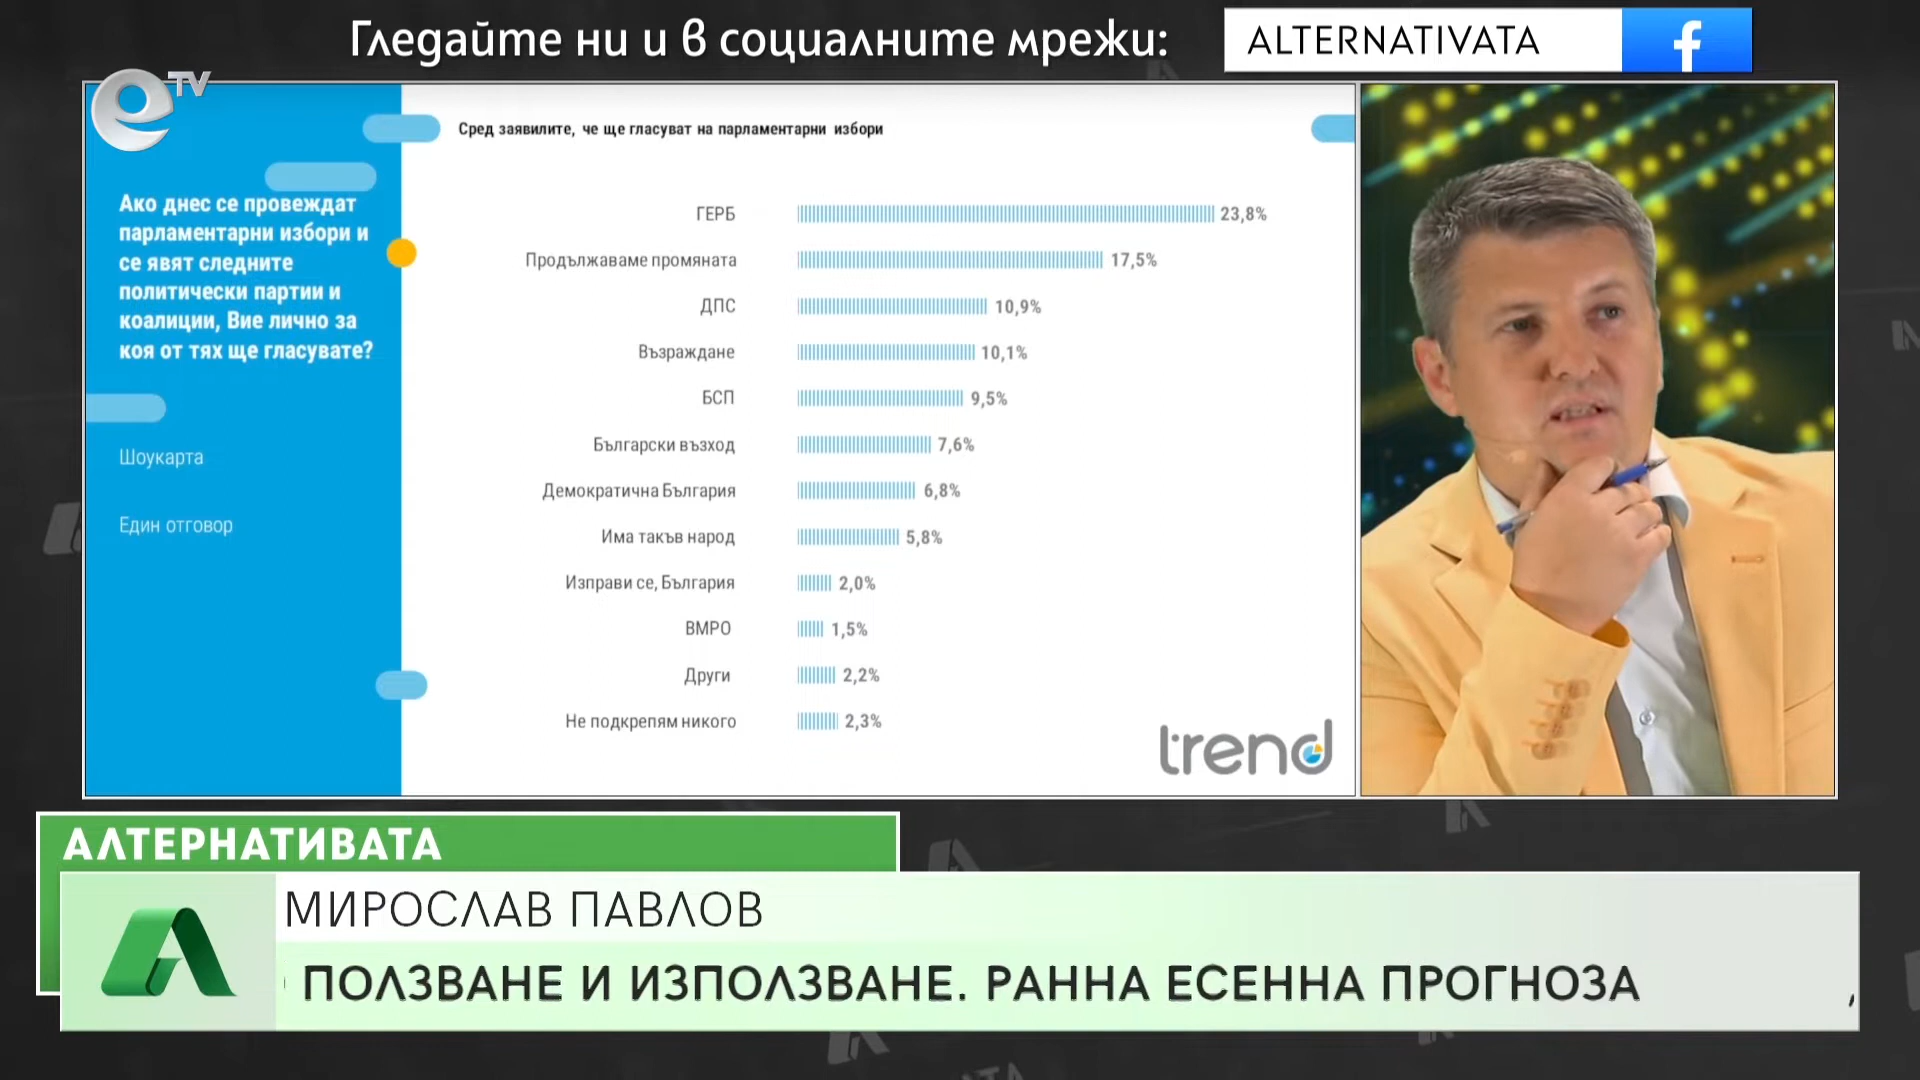 Гледайте ни и в социалните мрежи:
ALTERNATIVATA
f
eTV
Ако днес се провеждат
парламентарни избори и
се явят следните
политически партии и
коалиции, Вие лично за
коя от тях ще гласувате?
Шоукарта
Един отговор
Сред заявилите, че ще гласуват на парламентарни избори
ГЕРБ 23,8%
Продължаваме промяната 17,5%
ДПС 10,9%
Възраждане 10,1%
БСП 9,5%
Български възход 7,6%
Демократична България 6,8%
Има такъв народ 5,8%
Изправи се, България 2,0%
ВМРО 1,5%
Други 2,2%
Не подкрепям никого 2,3%
trend
АЛТЕРНАТИВАТА
МИРОСЛАВ ПАВЛОВ
ПОЛЗВАНЕ И ИЗПОЛЗВАНЕ. РАННА ЕСЕННА ПРОГНОЗА